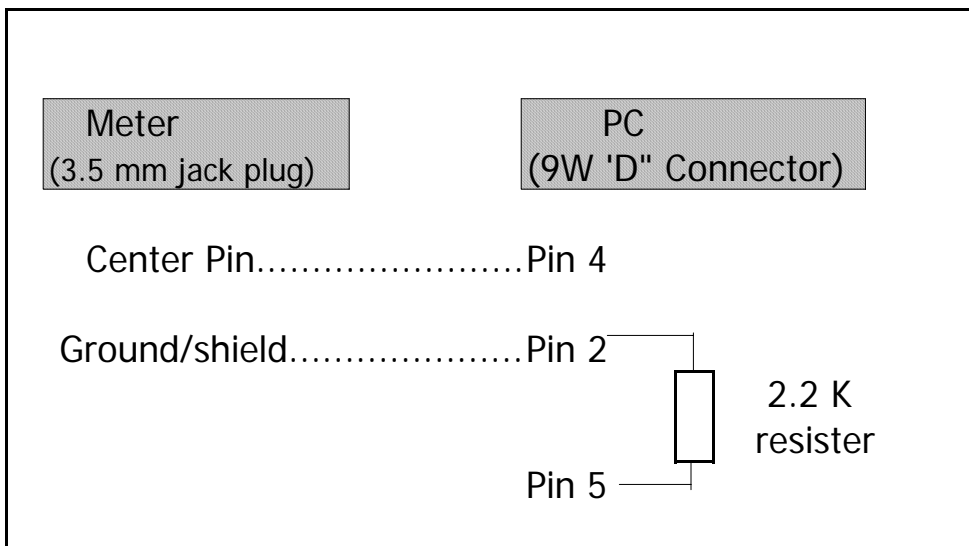 Meter
(3.5 mm jack plug)
PC
(9W 'D" Connector)
Center Pin........................Pin 4
Ground/shield.....................Pin 2
2.2 K
resister
Pin 5